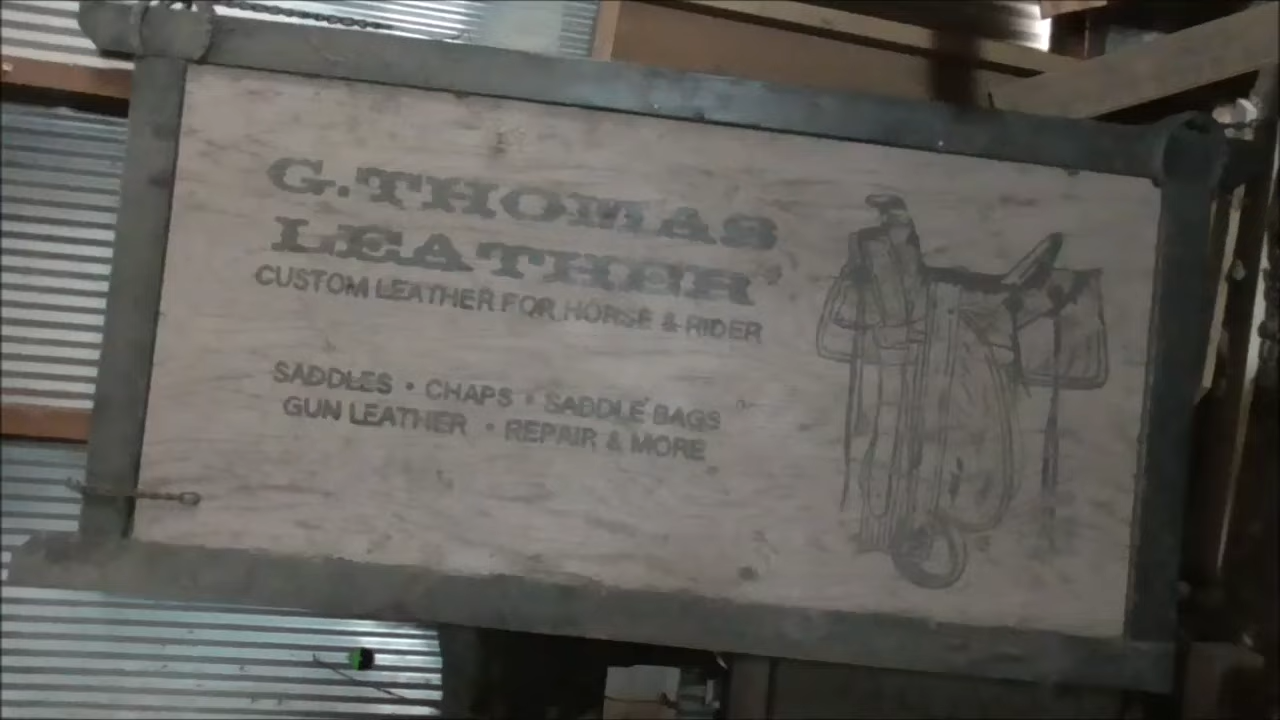 G. THOMAS
LEATHER
CUSTOM LEATHER FOR HORSE & RIDER
SADDLES • CHAPS • SADDLE BAGS
GUN LEATHER • REPAIR & MORE